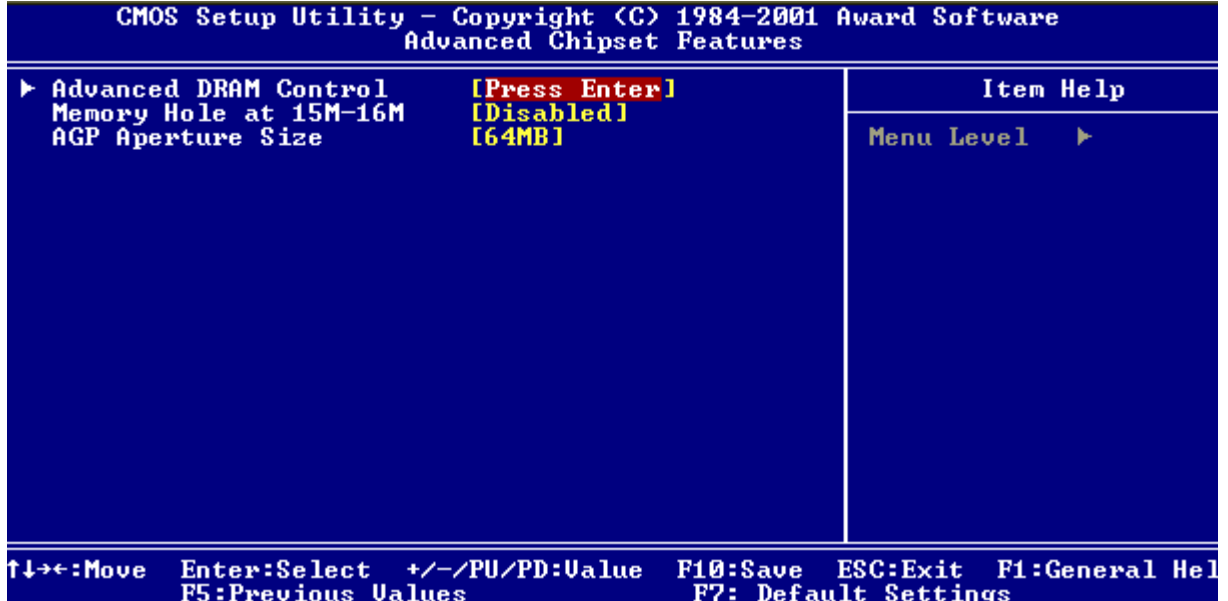 CMOS Setup Utility – Copyright (C) 1984-2001 Award Software
Advanced Chipset Features
▶ Advanced DRAM Control [Press Enter]
Memory Hole at 15M-16M [Disabled]
AGP Aperture Size [64MB]
Item Help
Menu Level ▶
↑↓→←:Move Enter:Select +/-/PU/PD:Value F10:Save ESC:Exit F1:General Hel
F5:Previous Values F7: Default Settings